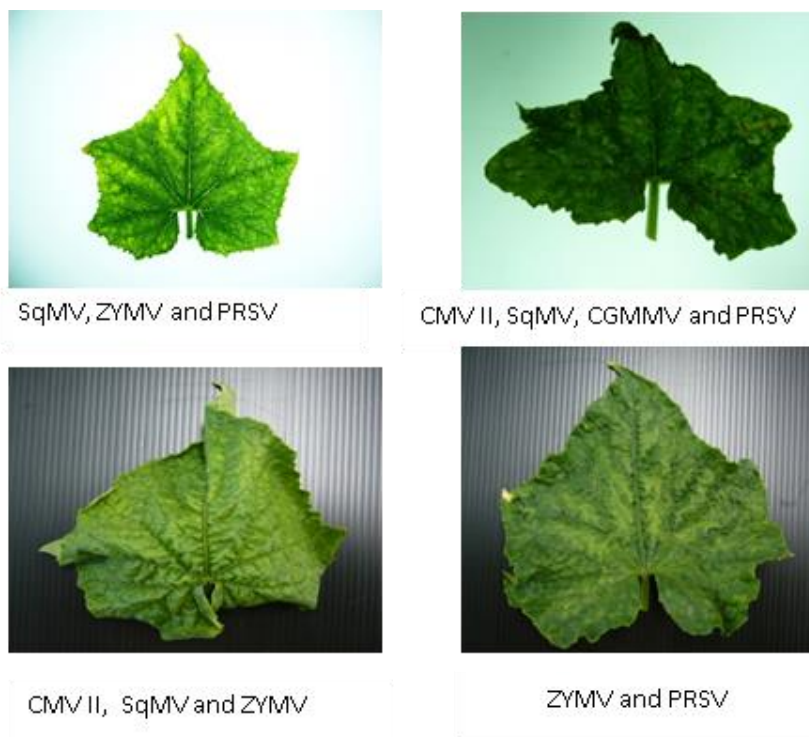 SqMV, ZYMV and PRSV
CMV II, SqMV, CGMMV and PRSV
CMV II, SqMV and ZYMV
ZYMV and PRSV